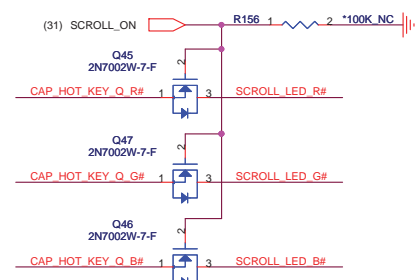 (31) SCROLL_ON
R156 1 2 *100K_NC
Q45
2N7002W-7-F
2
CAP_HOT_KEY_Q_R# 1 3 SCROLL_LED_R#
Q47
2N7002W-7-F
2
CAP_HOT_KEY_Q_G# 1 3 SCROLL_LED_G#
Q46
2N7002W-7-F
2
CAP_HOT_KEY_Q_B# 1 3 SCROLL_LED_B#